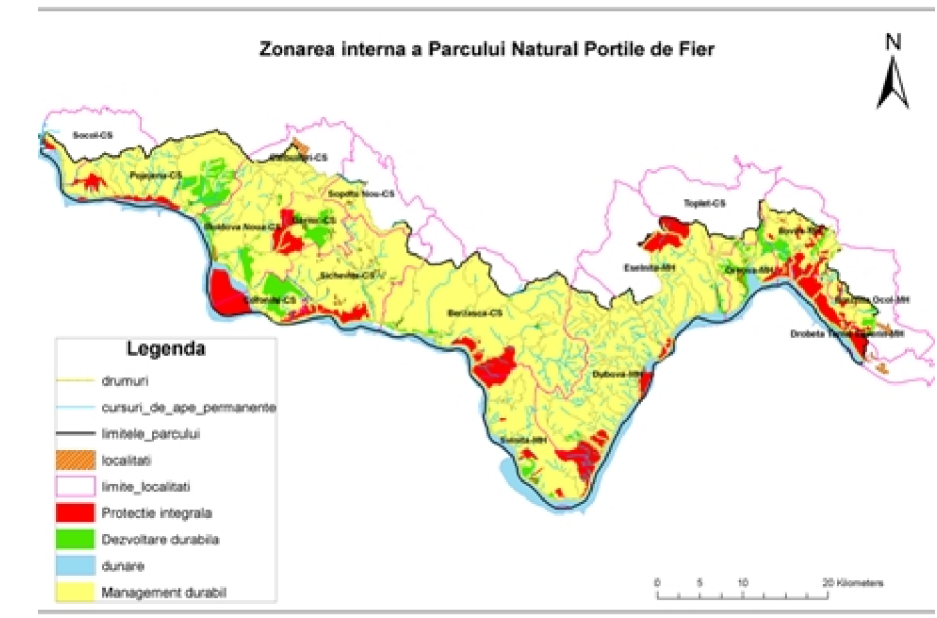 Zonarea interna a Parcului Natural Portile de Fier
N
Socol-CS
Pojejena-CS
Sopotu Nou-CS
Moldova Noua-CS
Garnic-CS
Sichevita-CS
Berzasca-CS
Svinita-MH
Dubova-MH
Eselnita-MH
Toplet-CS
Orsova-MH
Legenda
drumuri
cursuri_de_ape_permanente
limitele_parcului
localitati
limite_localitati
Protectie integrala
Dezvoltare durabila
dunare
Management durabil
0 5 10 20 Kilometers